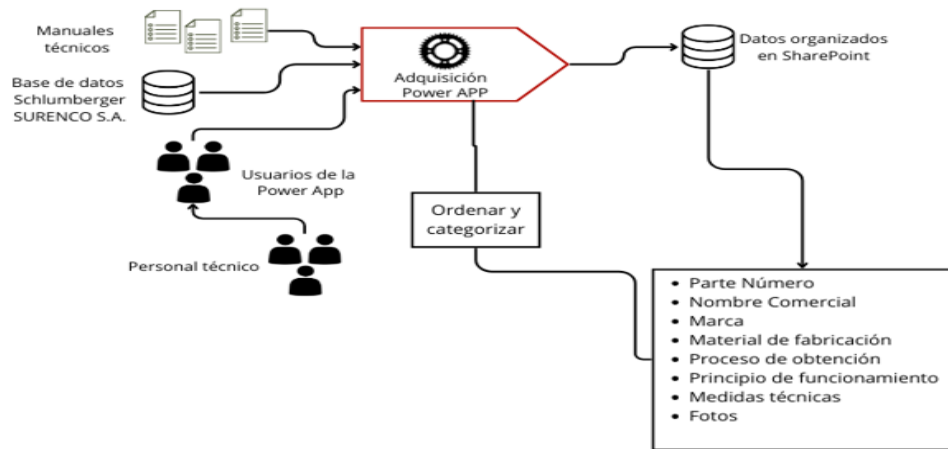 Manuales
técnicos
Base de datos
Schlumberger
SURENCO S.A.
Adquisición
Power APP
Datos organizados
en SharePoint
Usuarios de la
Power App
Personal técnico
Ordenar y
categorizar
• Parte Número
• Nombre Comercial
• Marca
• Material de fabricación
• Proceso de obtención
• Principio de funcionamiento
• Medidas técnicas
• Fotos